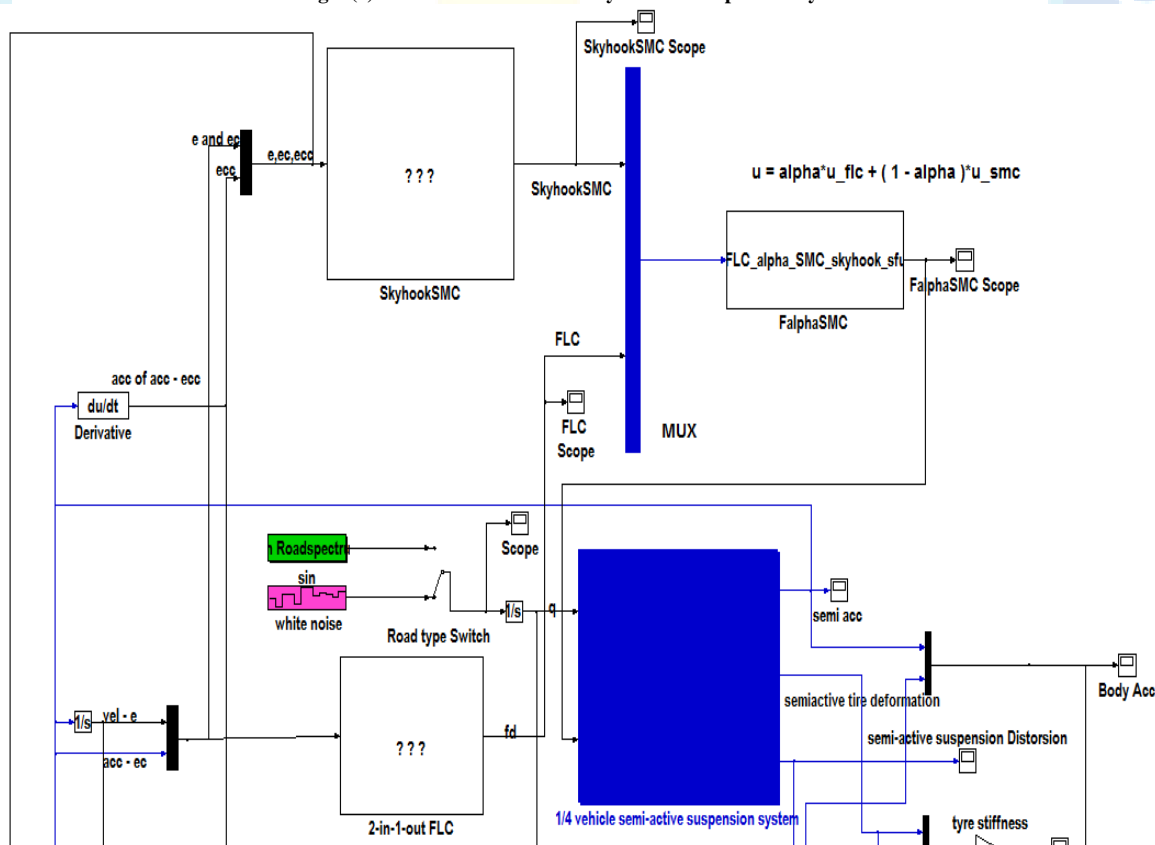 SkyhookSMC Scope
e and ec
ecc
e,ec,ecc
? ? ?
SkyhookSMC
SkyhookSMC
u = alpha*u_flc + ( 1 - alpha )*u_smc
FLC_alpha_SMC_skyhook_sfu
FalphaSMC Scope
FalphaSMC
FLC
acc of acc - ecc
du/dt
Derivative
FLC
Scope
MUX
n Roadspectru
sin
white noise
Road type Switch
Scope
1/s
q
semi acc
Body Acc
semiactive tire deformation
semi-active suspension Distorsion
1/s
vel - e
acc - ec
? ? ?
fd
2-in-1-out FLC
1/4 vehicle semi-active suspension system
tyre stiffness